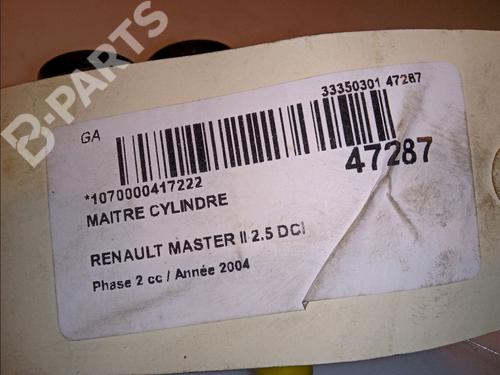 B-PARTS
GA
33350301 47287
*1070000417222
47287
MAITRE CYLINDRE
RENAULT MASTER II 2.5 DCI
Phase 2 cc / Année 2004